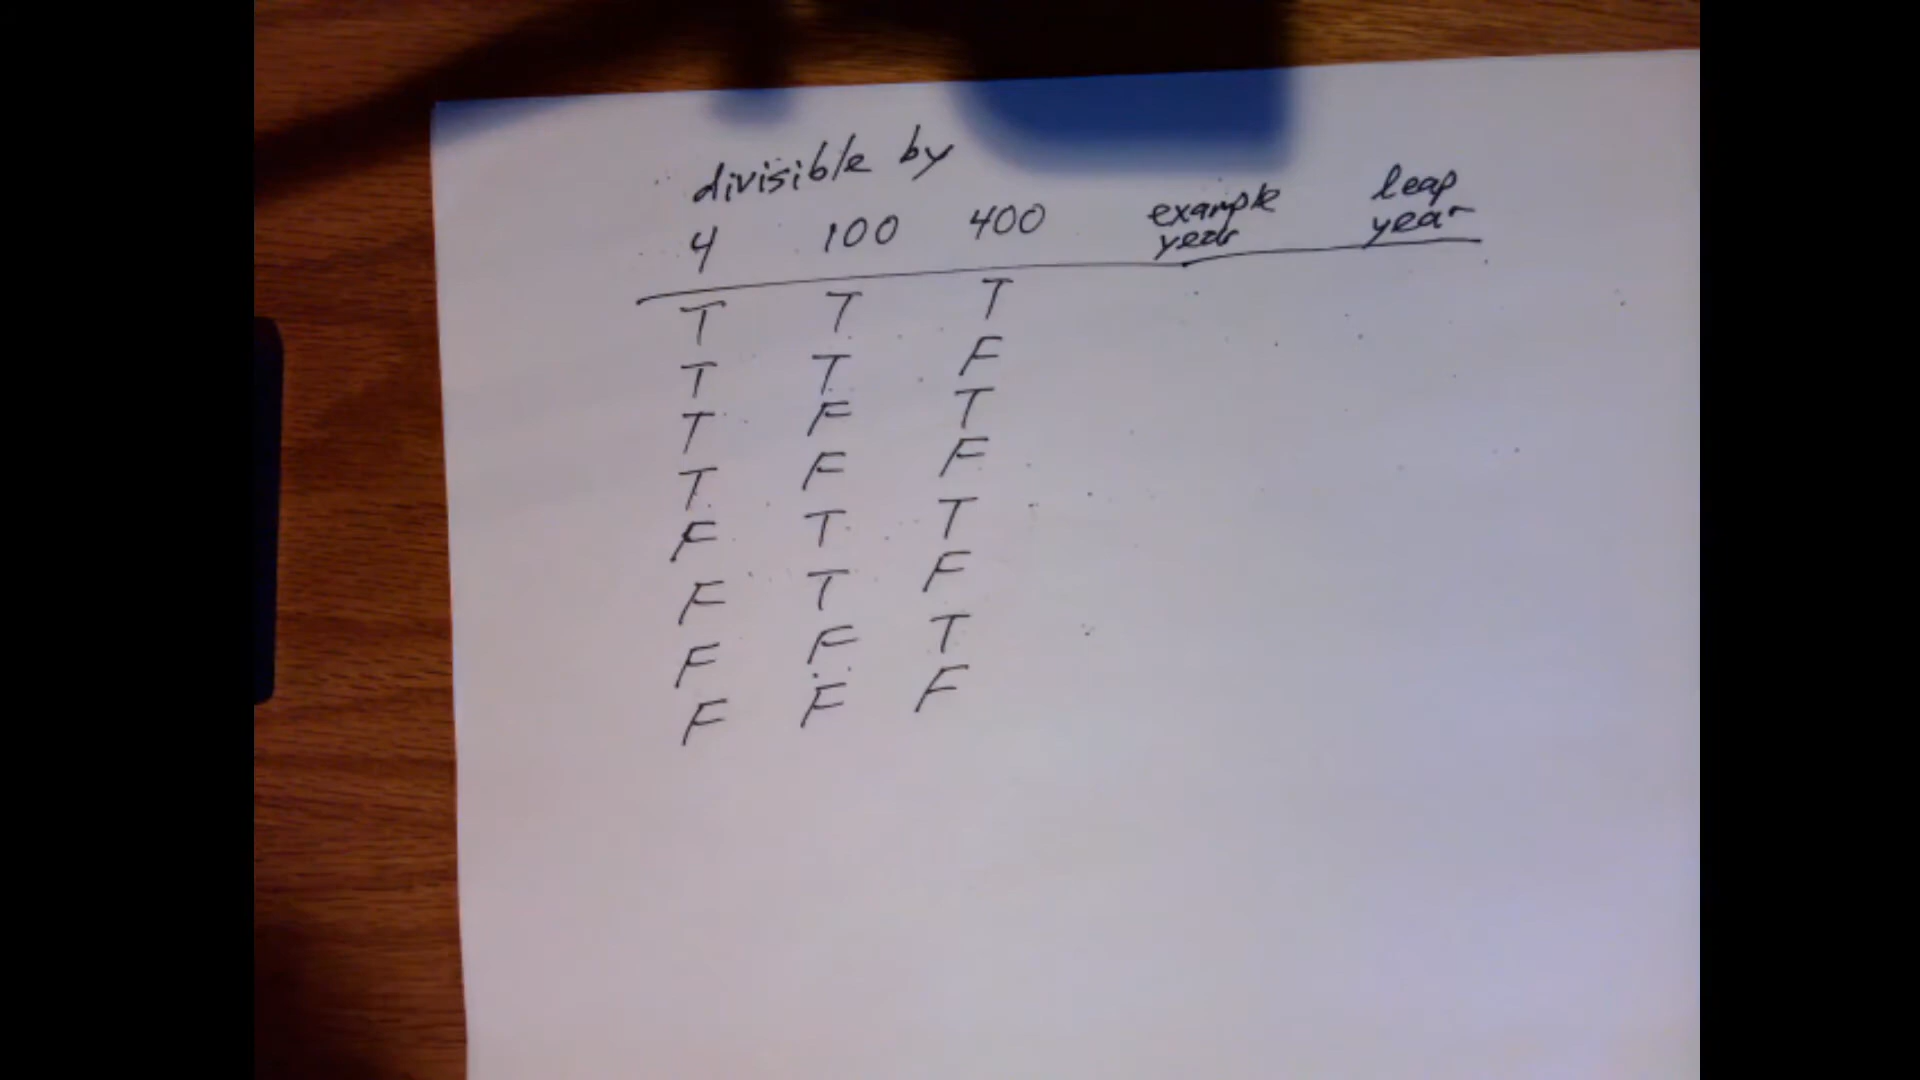 divisible by
4 100 400 example year leap year
T T T
T T F
T F T
T F F
F T T
F T F
F F T
F F F